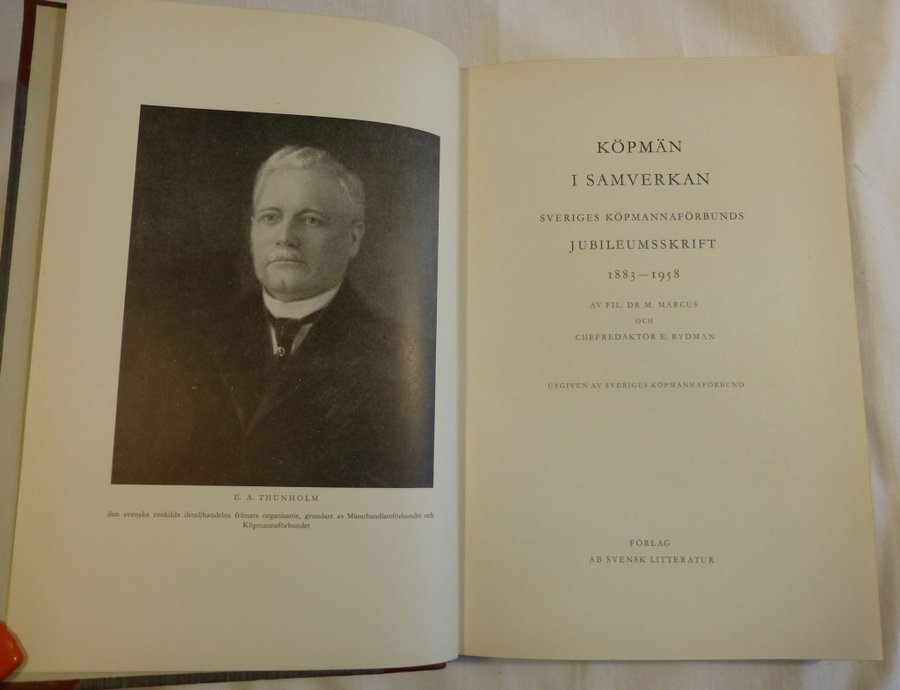 E. A. THUNHOLM
den svenska enskilda detaljhandelns främsta organisatör, grundare av Minuthandlareförbundet och
Köpmannaförbundet
KÖPMÄN
I SAMVERKAN
SVERIGES KÖPMANNAFÖRBUNDS
JUBILEUMSSKRIFT
1883—1958
AV FIL. DR M. MARCUS
OCH
CHEFREDAKTÖR E. RYDMAN
UTGIVEN AV SVERIGES KÖPMANNAFÖRBUND
FÖRLAG
AB SVENSK LITTERATUR